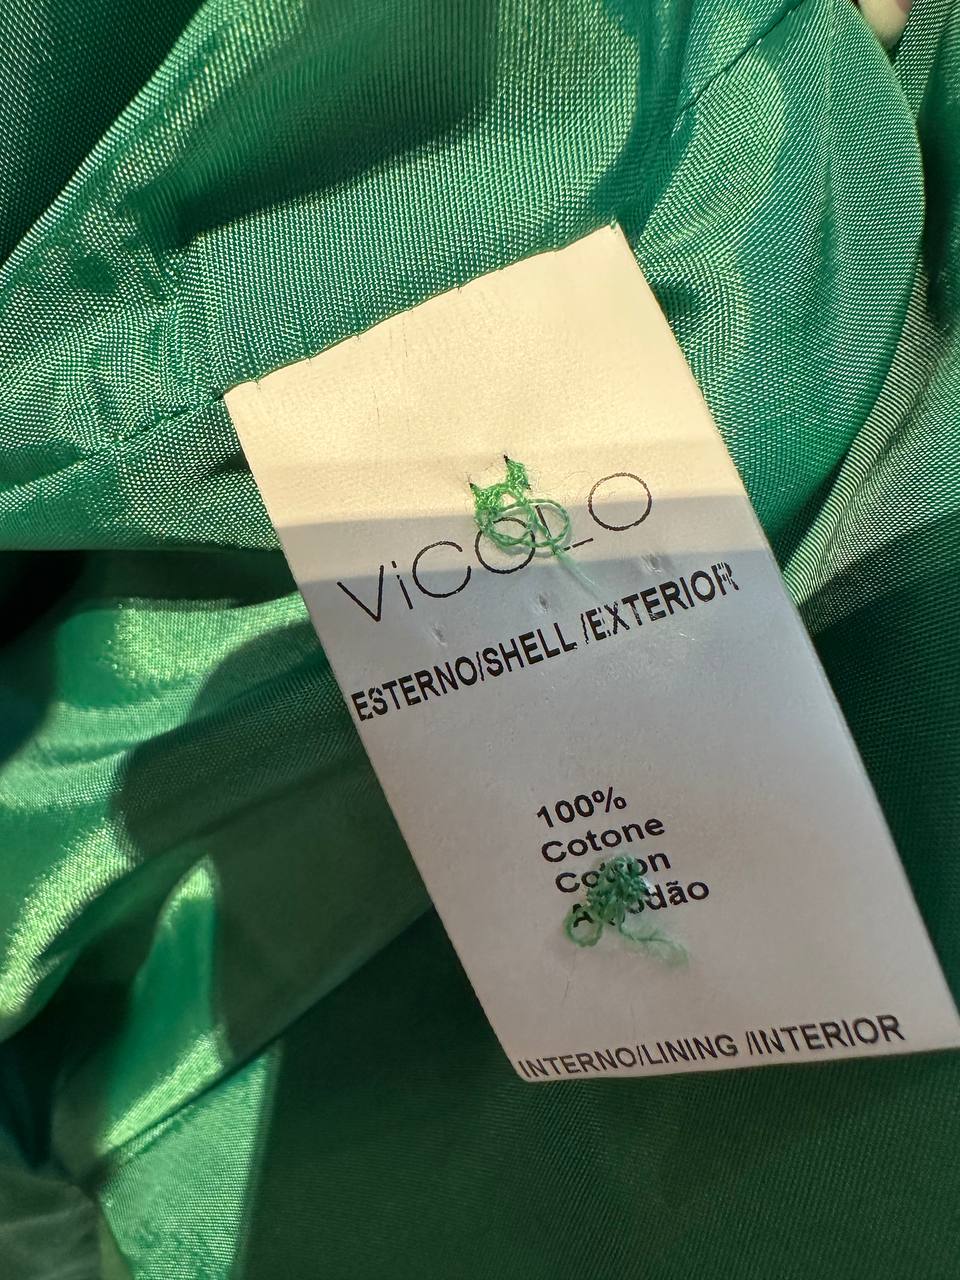 ViCOLO
ESTERNO/SHELL /EXTERIOR
100%
Cotone
Cotton
Algodão
INTERNO/LINING /INTERIOR